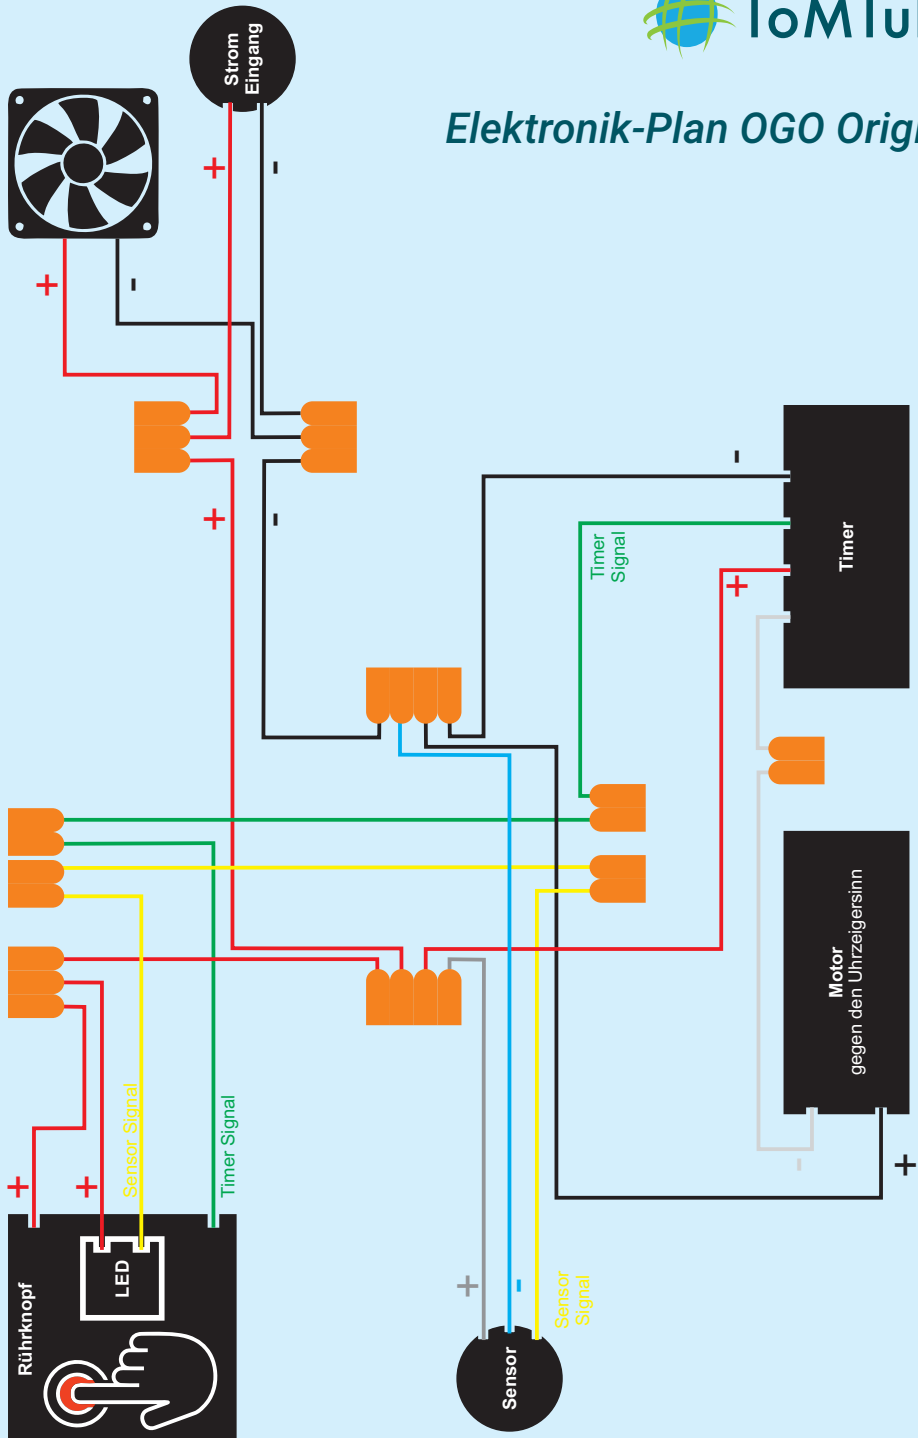 ToMTu
Elektronik-Plan OGO Origi
Strom
Eingang
+
-
+
-
+
-
Timer
Signal
-
+
Timer
Motor
gegen den Uhrzeigersinn
-
+
Sensor Signal
Timer Signal
+
+
Rührknopf
LED
+
-
Sensor
Signal
Sensor